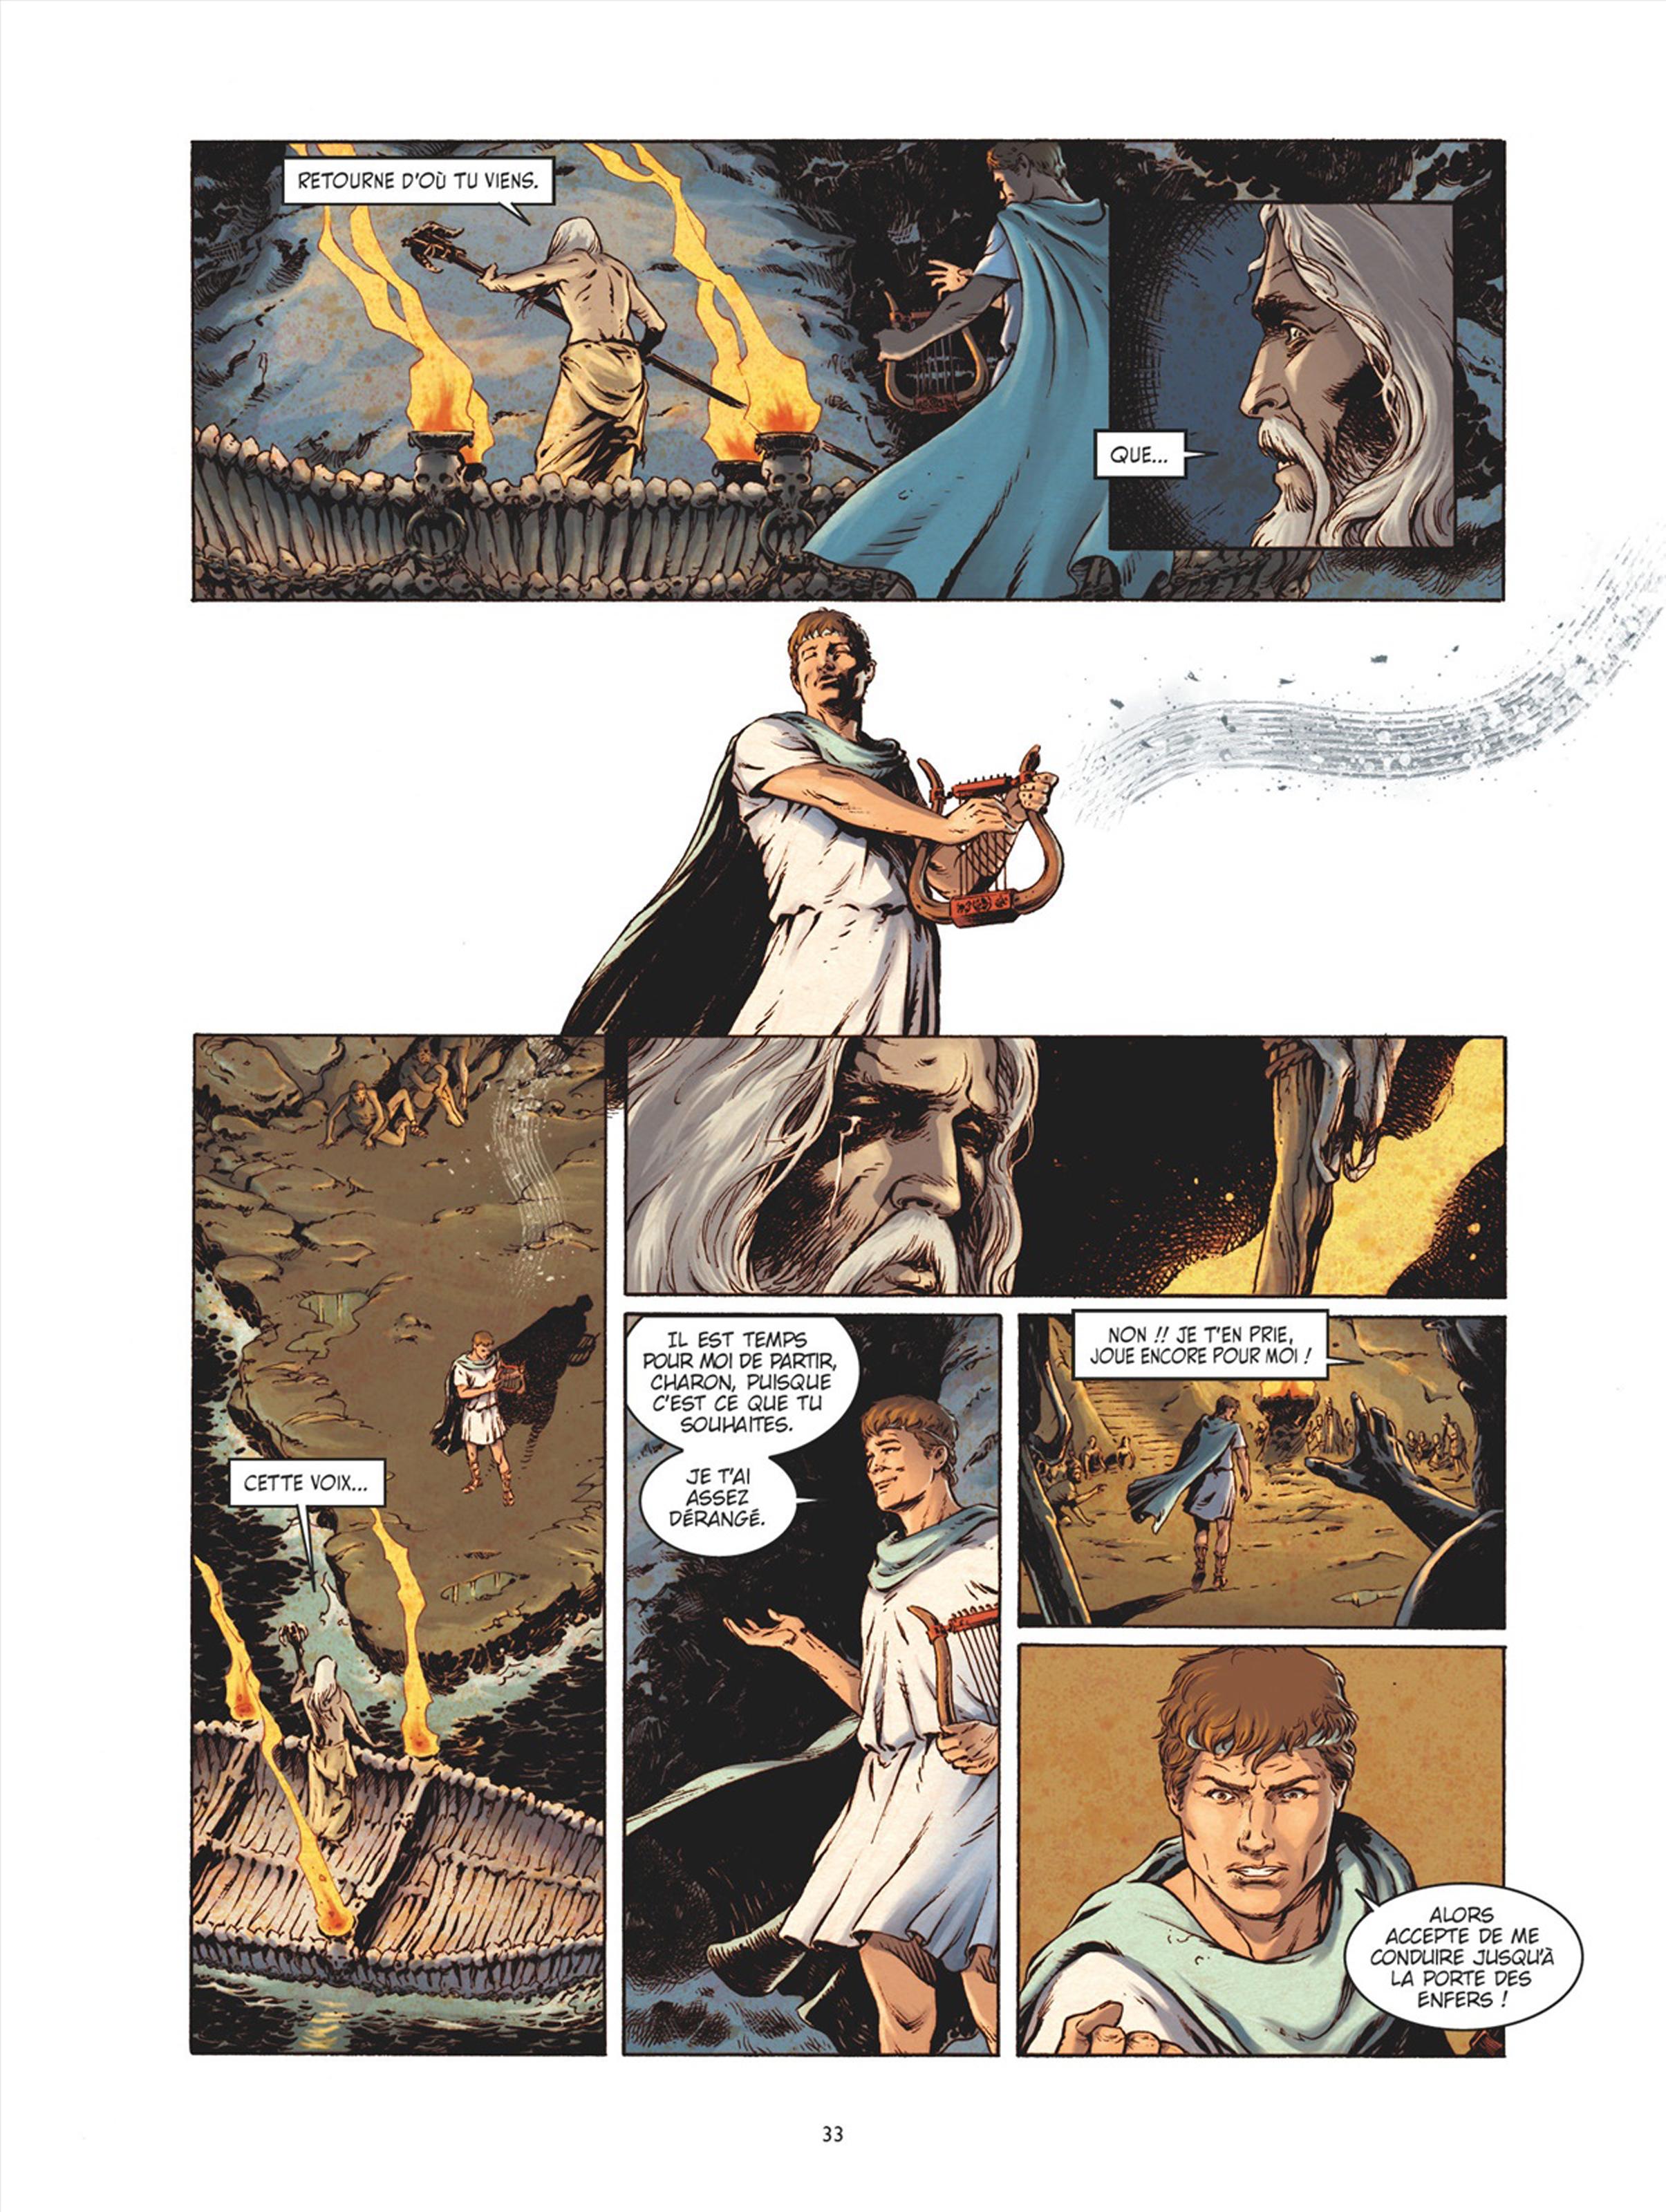 RETOURNE D'OÙ TU VIENS.
QUE...
CETTE VOIX...
IL EST TEMPS
POUR MOI DE PARTIR,
CHARON, PUISQUE
C'EST CE QUE TU
SOUHAITES.
JE T'AI
ASSEZ
DÉRANGÉ.
NON !! JE T'EN PRIE,
JOUE ENCORE POUR MOI !
ALORS
ACCEPTE DE ME
CONDUIRE JUSQU'À
LA PORTE DES
ENFERS !
33